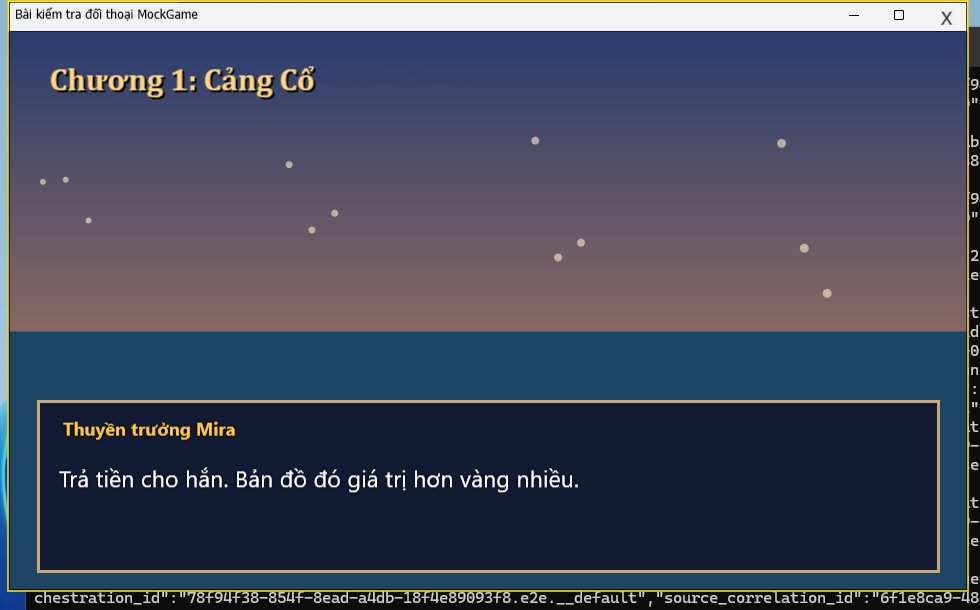 Bài kiểm tra đối thoại MockGame
Chương 1: Cảng Cổ
Thuyền trưởng Mira
Trả tiền cho hắn. Bản đồ đó giá trị hơn vàng nhiều.
chestration_id":"78f94f38-854f-8ead-a4db-18f4e89093f8.e2e.__default","source_correlation_id":"6f1e8ca9-4